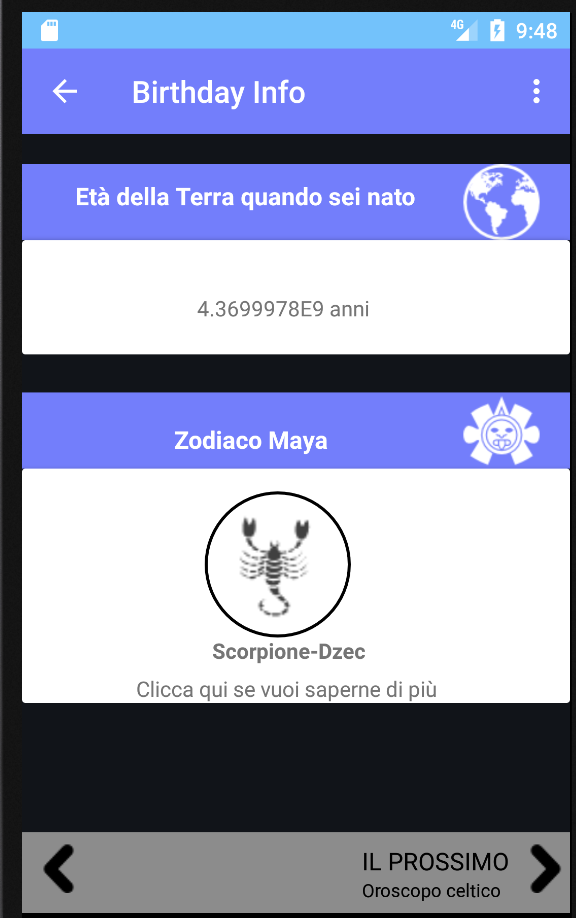 4G 9:48
Birthday Info
Età della Terra quando sei nato
4.3699978E9 anni
Zodiaco Maya
Scorpione-Dzec
Clicca qui se vuoi saperne di più
IL PROSSIMO
Oroscopo celtico